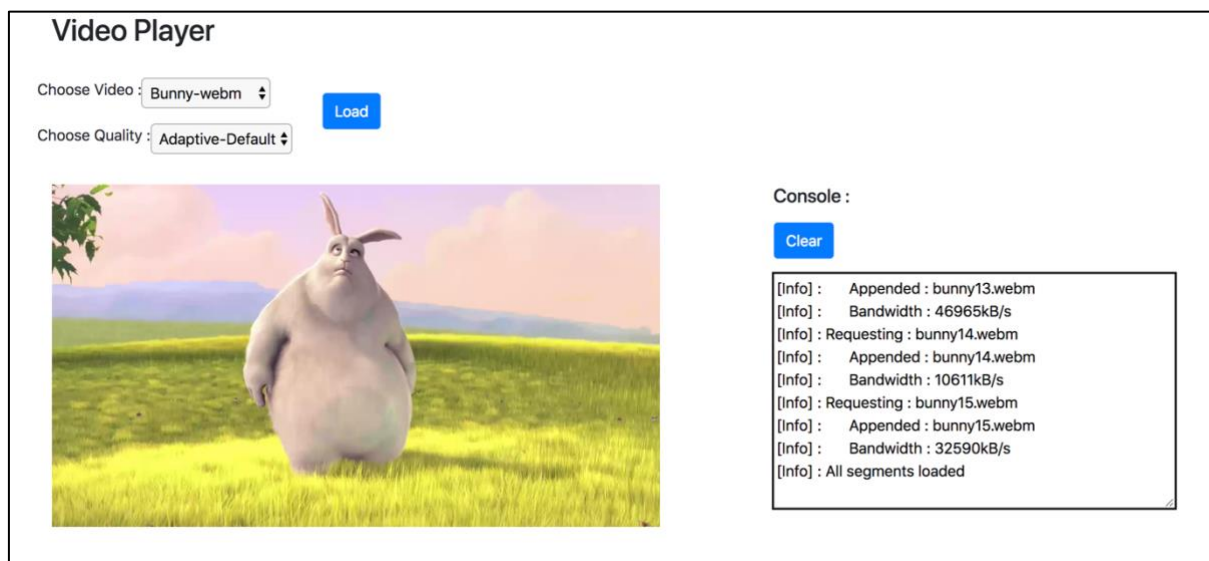 Video Player
Choose Video : Bunny-webm
Load
Choose Quality : Adaptive-Default
Console :
Clear
[Info] : Appended : bunny13.webm
[Info] : Bandwidth : 46965kB/s
[Info] : Requesting : bunny14.webm
[Info] : Appended : bunny14.webm
[Info] : Bandwidth : 10611kB/s
[Info] : Requesting : bunny15.webm
[Info] : Appended : bunny15.webm
[Info] : Bandwidth : 32590kB/s
[Info] : All segments loaded